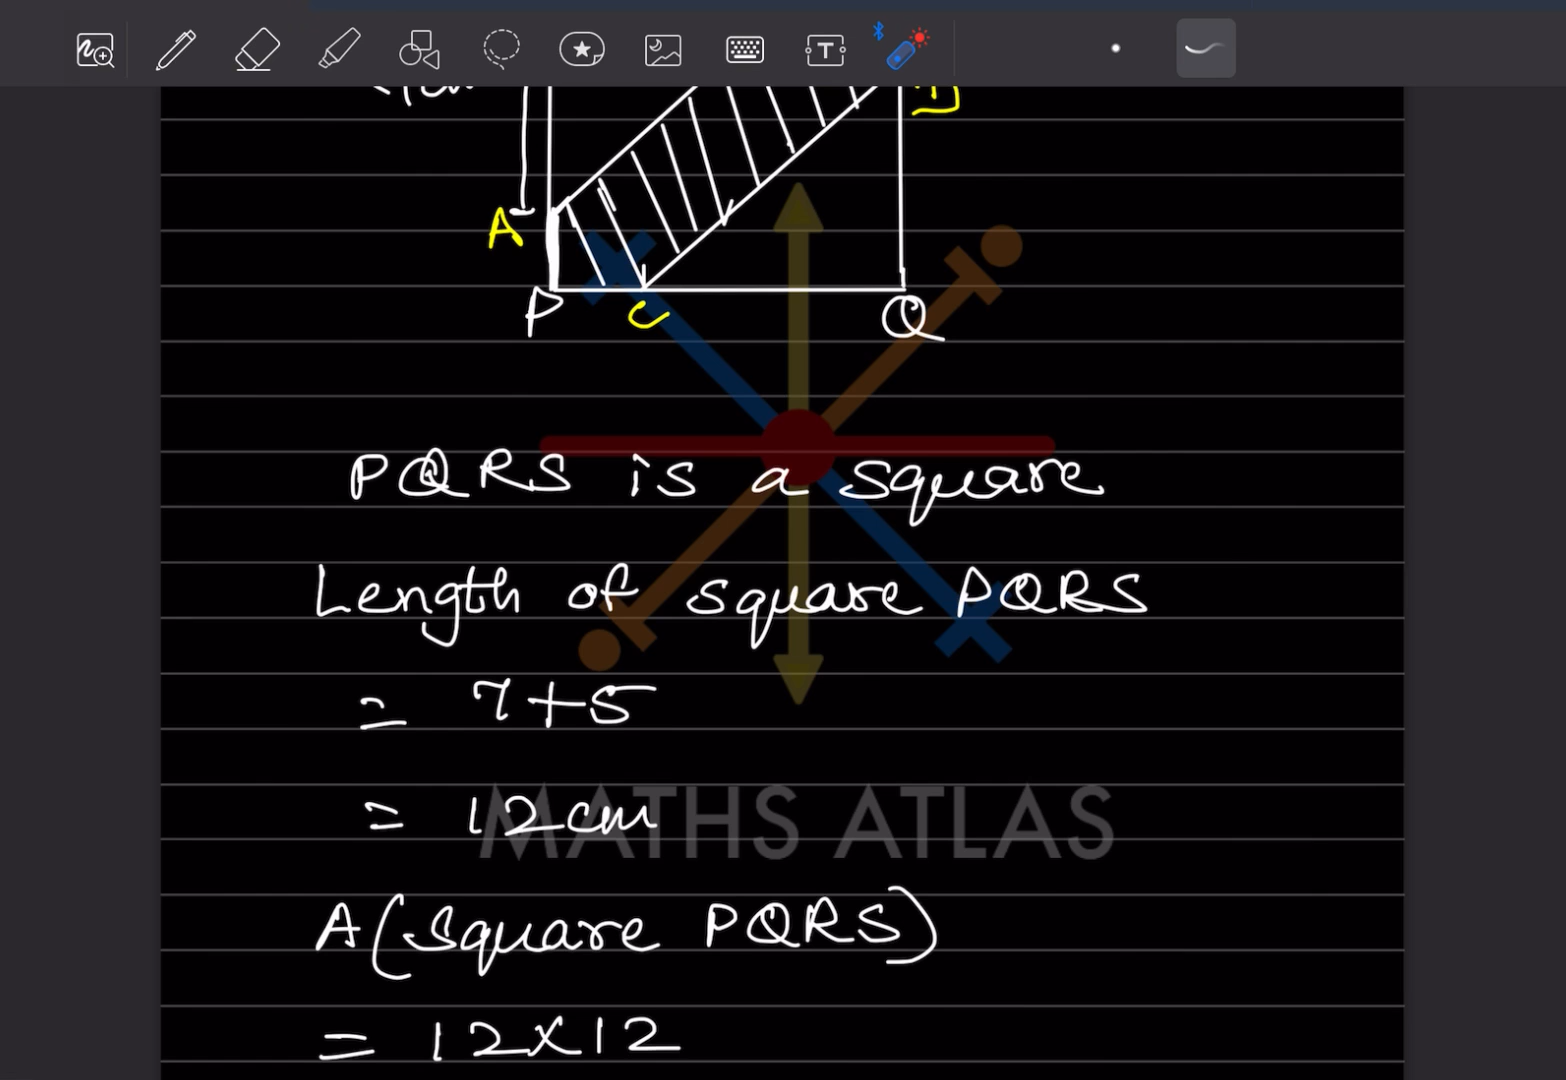 D
A
P C Q
PQRS is a square
Length of square PQRS
= 7+5
= 12cm
MATHS ATLAS
A(Square PQRS)
= 12×12